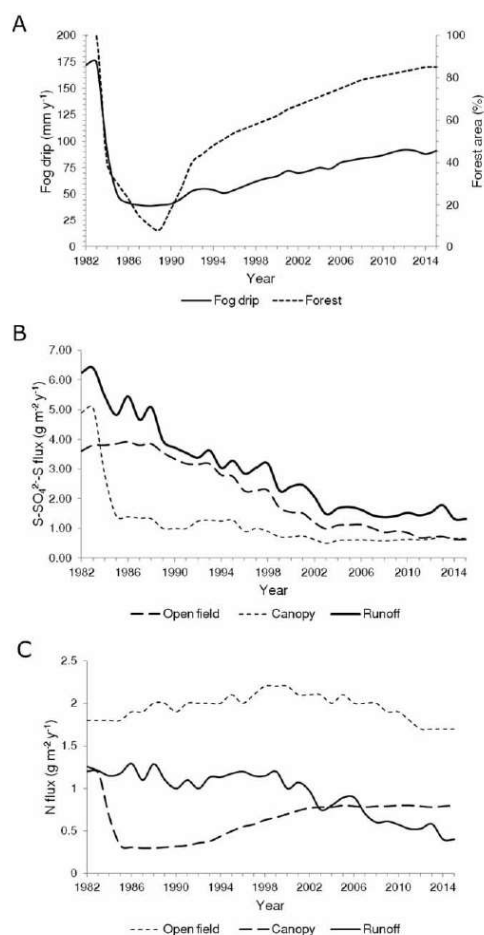 A
Fog drip (mm y⁻¹)
200
175
150
125
100
75
50
25
0
Forest area (%)
100
80
60
40
20
0
1982 1986 1990 1994 1998 2002 2006 2010 2014
Year
Fog drip Forest
B
S-SO₄²⁻-S flux (g m⁻² y⁻¹)
7.00
6.00
5.00
4.00
3.00
2.00
1.00
0.00
1982 1986 1990 1994 1998 2002 2006 2010 2014
Year
Open field Canopy Runoff
C
N flux (g m⁻² y⁻¹)
2.5
2
1.5
1
0.5
0
1982 1986 1990 1994 1998 2002 2006 2010 2014
Year
Open field Canopy Runoff